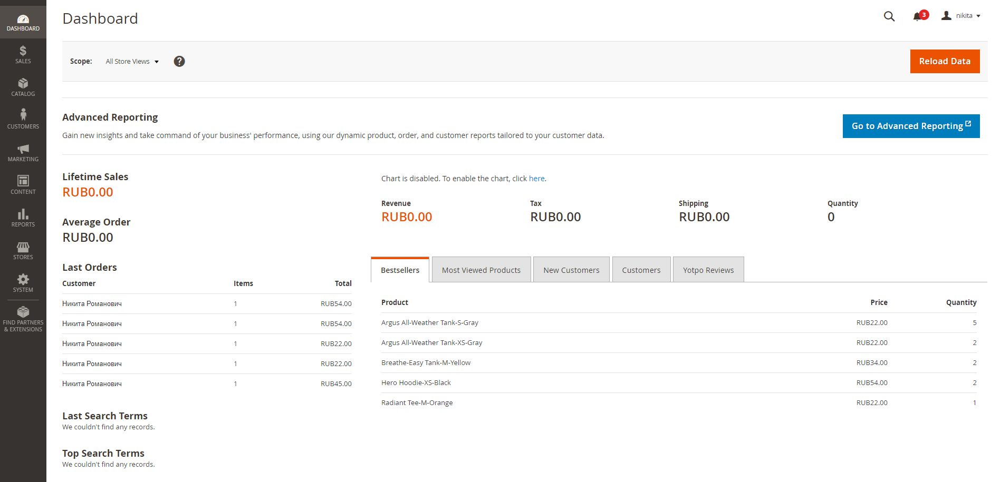 DASHBOARD
SALES
CATALOG
CUSTOMERS
MARKETING
CONTENT
REPORTS
STORES
SYSTEM
FIND PARTNERS
& EXTENSIONS
Dashboard
3
nikita
Scope: All Store Views ?
Reload Data
Advanced Reporting
Gain new insights and take command of your business' performance, using our dynamic product, order, and customer reports tailored to your customer data.
Go to Advanced Reporting
Lifetime Sales
RUB0.00
Average Order
RUB0.00
Last Orders
Customer Items Total
Никита Романович 1 RUB54.00
Никита Романович 1 RUB54.00
Никита Романович 1 RUB22.00
Никита Романович 1 RUB22.00
Никита Романович 1 RUB45.00
Last Search Terms
We couldn't find any records.
Top Search Terms
We couldn't find any records.
Chart is disabled. To enable the chart, click here.
Revenue Tax Shipping Quantity
RUB0.00 RUB0.00 RUB0.00 0
Bestsellers Most Viewed Products New Customers Customers Yotpo Reviews
Product Price Quantity
Argus All-Weather Tank-S-Gray RUB22.00 5
Argus All-Weather Tank-XS-Gray RUB22.00 2
Breathe-Easy Tank-M-Yellow RUB34.00 2
Hero Hoodie-XS-Black RUB54.00 2
Radiant Tee-M-Orange RUB22.00 1